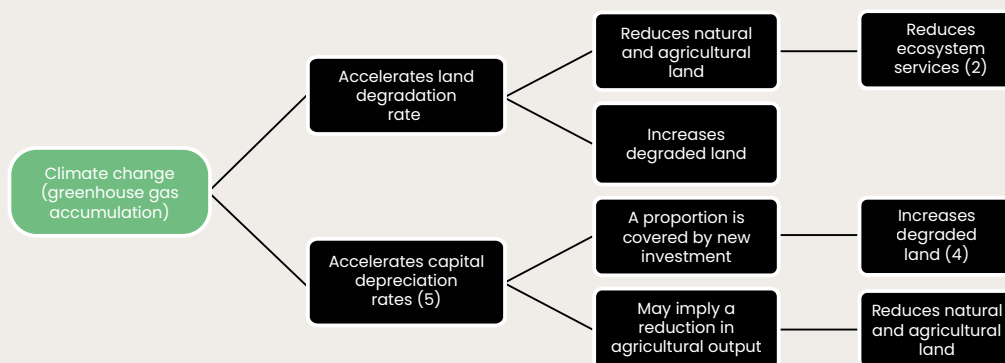 Climate change
(greenhouse gas
accumulation)
Accelerates land
degradation
rate
Reduces natural
and agricultural
land
Reduces
ecosystem
services (2)
Increases
degraded land
Accelerates capital
depreciation
rates (5)
A proportion is
covered by new
investment
Increases
degraded
land (4)
May imply a
reduction in
agricultural output
Reduces natural
and agricultural
land